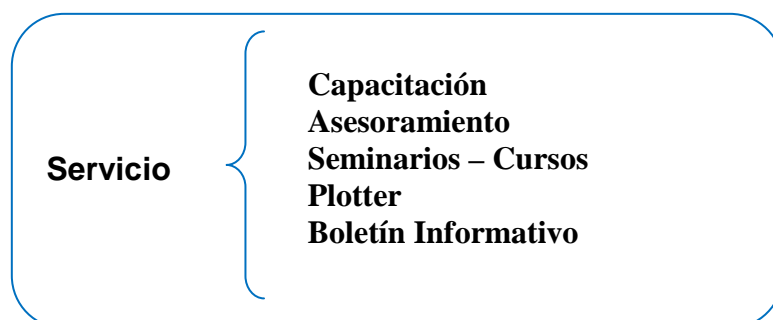 Servicio
Capacitación
Asesoramiento
Seminarios – Cursos
Plotter
Boletín Informativo